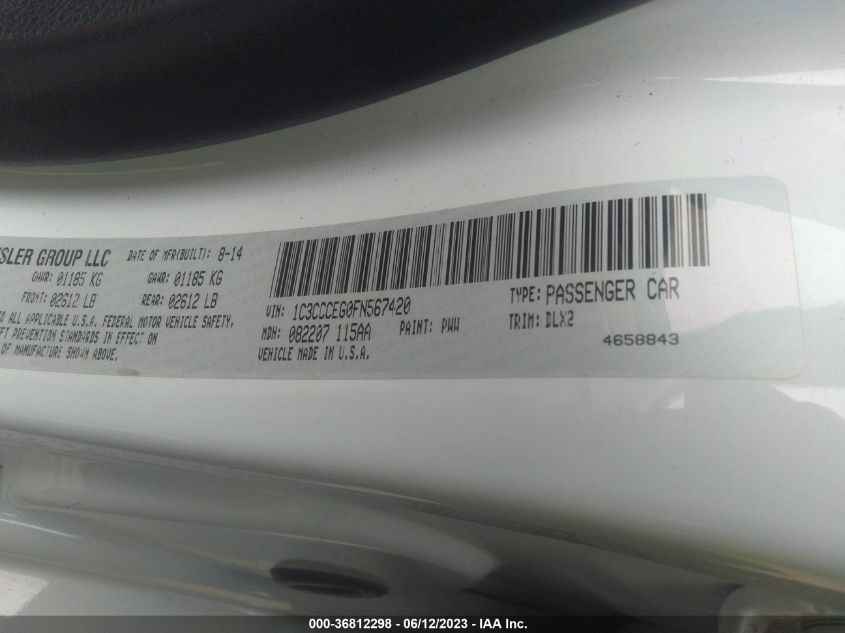 SLER GROUP LLC DATE OF MFR(BUILT): 8-14
GAWR: 01185 KG GAWR: 01185 KG
FRONT: 02612 LB REAR: 02612 LB
TO ALL APPLICABLE U.S.A. FEDERAL MOTOR VEHICLE SAFETY,
FT PREVENTION STANDARDS IN EFFECT ON
OF MANUFACTURE SHOWN ABOVE.
VIN: 1C3CCCEG0FN567420 TYPE: PASSENGER CAR
MDH: 082207 115AA PAINT: PWW TRIM: DLX2
VEHICLE MADE IN U.S.A. 4658843
000-36812298 - 06/12/2023 - IAA Inc.